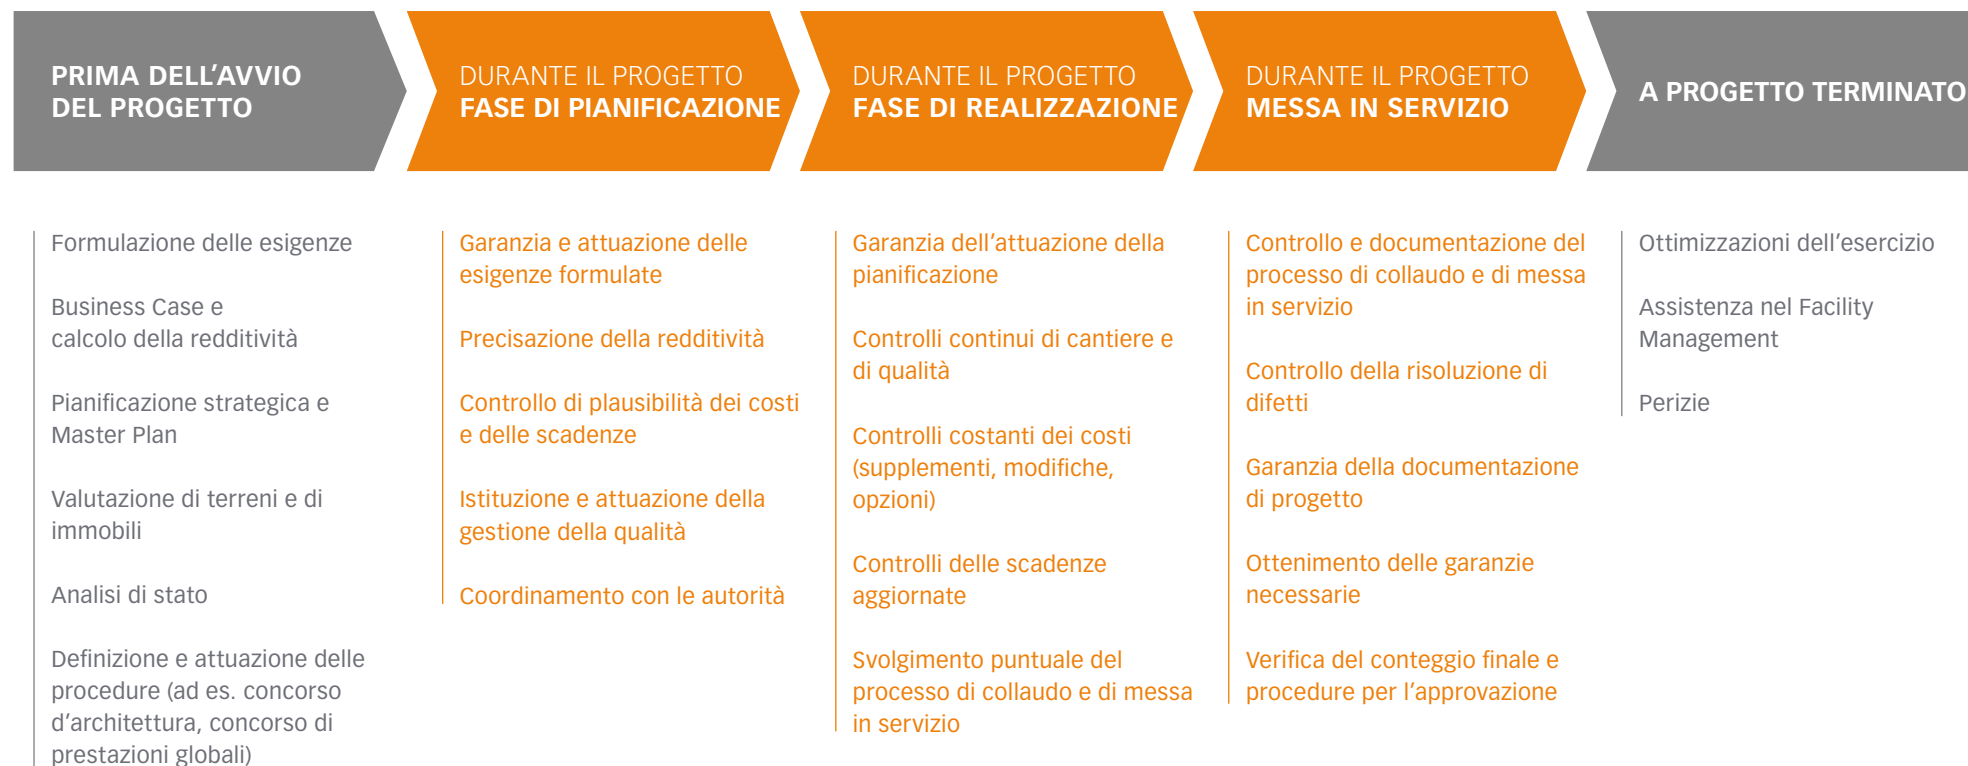 PRIMA DELL’AVVIO
DEL PROGETTO
DURANTE IL PROGETTO
FASE DI PIANIFICAZIONE
DURANTE IL PROGETTO
FASE DI REALIZZAZIONE
DURANTE IL PROGETTO
MESSA IN SERVIZIO
A PROGETTO TERMINATO
Formulazione delle esigenze
Business Case e
calcolo della redditività
Pianificazione strategica e
Master Plan
Valutazione di terreni e di
immobili
Analisi di stato
Definizione e attuazione delle
procedure (ad es. concorso
d’architettura, concorso di
prestazioni globali)
Garanzia e attuazione delle
esigenze formulate
Precisazione della redditività
Controllo di plausibilità dei costi
e delle scadenze
Istituzione e attuazione della
gestione della qualità
Coordinamento con le autorità
Garanzia dell’attuazione della
pianificazione
Controlli continui di cantiere e
di qualità
Controlli costanti dei costi
(supplementi, modifiche,
opzioni)
Controlli delle scadenze
aggiornate
Svolgimento puntuale del
processo di collaudo e di messa
in servizio
Controllo e documentazione del
processo di collaudo e di messa
in servizio
Controllo della risoluzione di
difetti
Garanzia della documentazione
di progetto
Ottenimento delle garanzie
necessarie
Verifica del conteggio finale e
procedure per l’approvazione
Ottimizzazioni dell’esercizio
Assistenza nel Facility
Management
Perizie